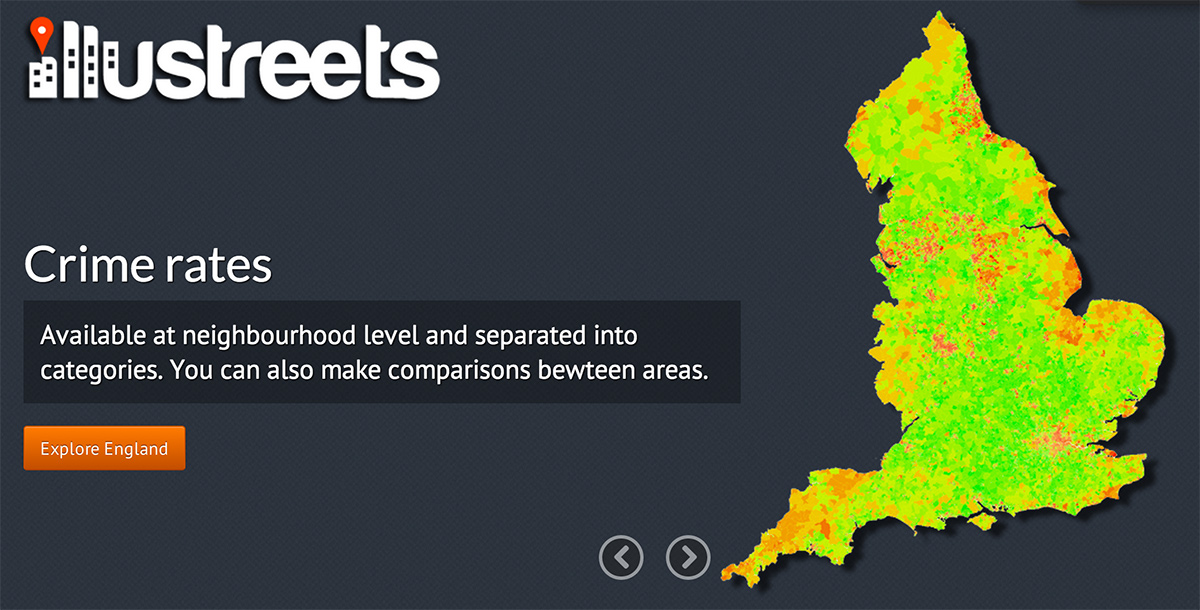 illustreets
Crime rates
Available at neighbourhood level and separated into
categories. You can also make comparisons bewteen areas.
Explore England